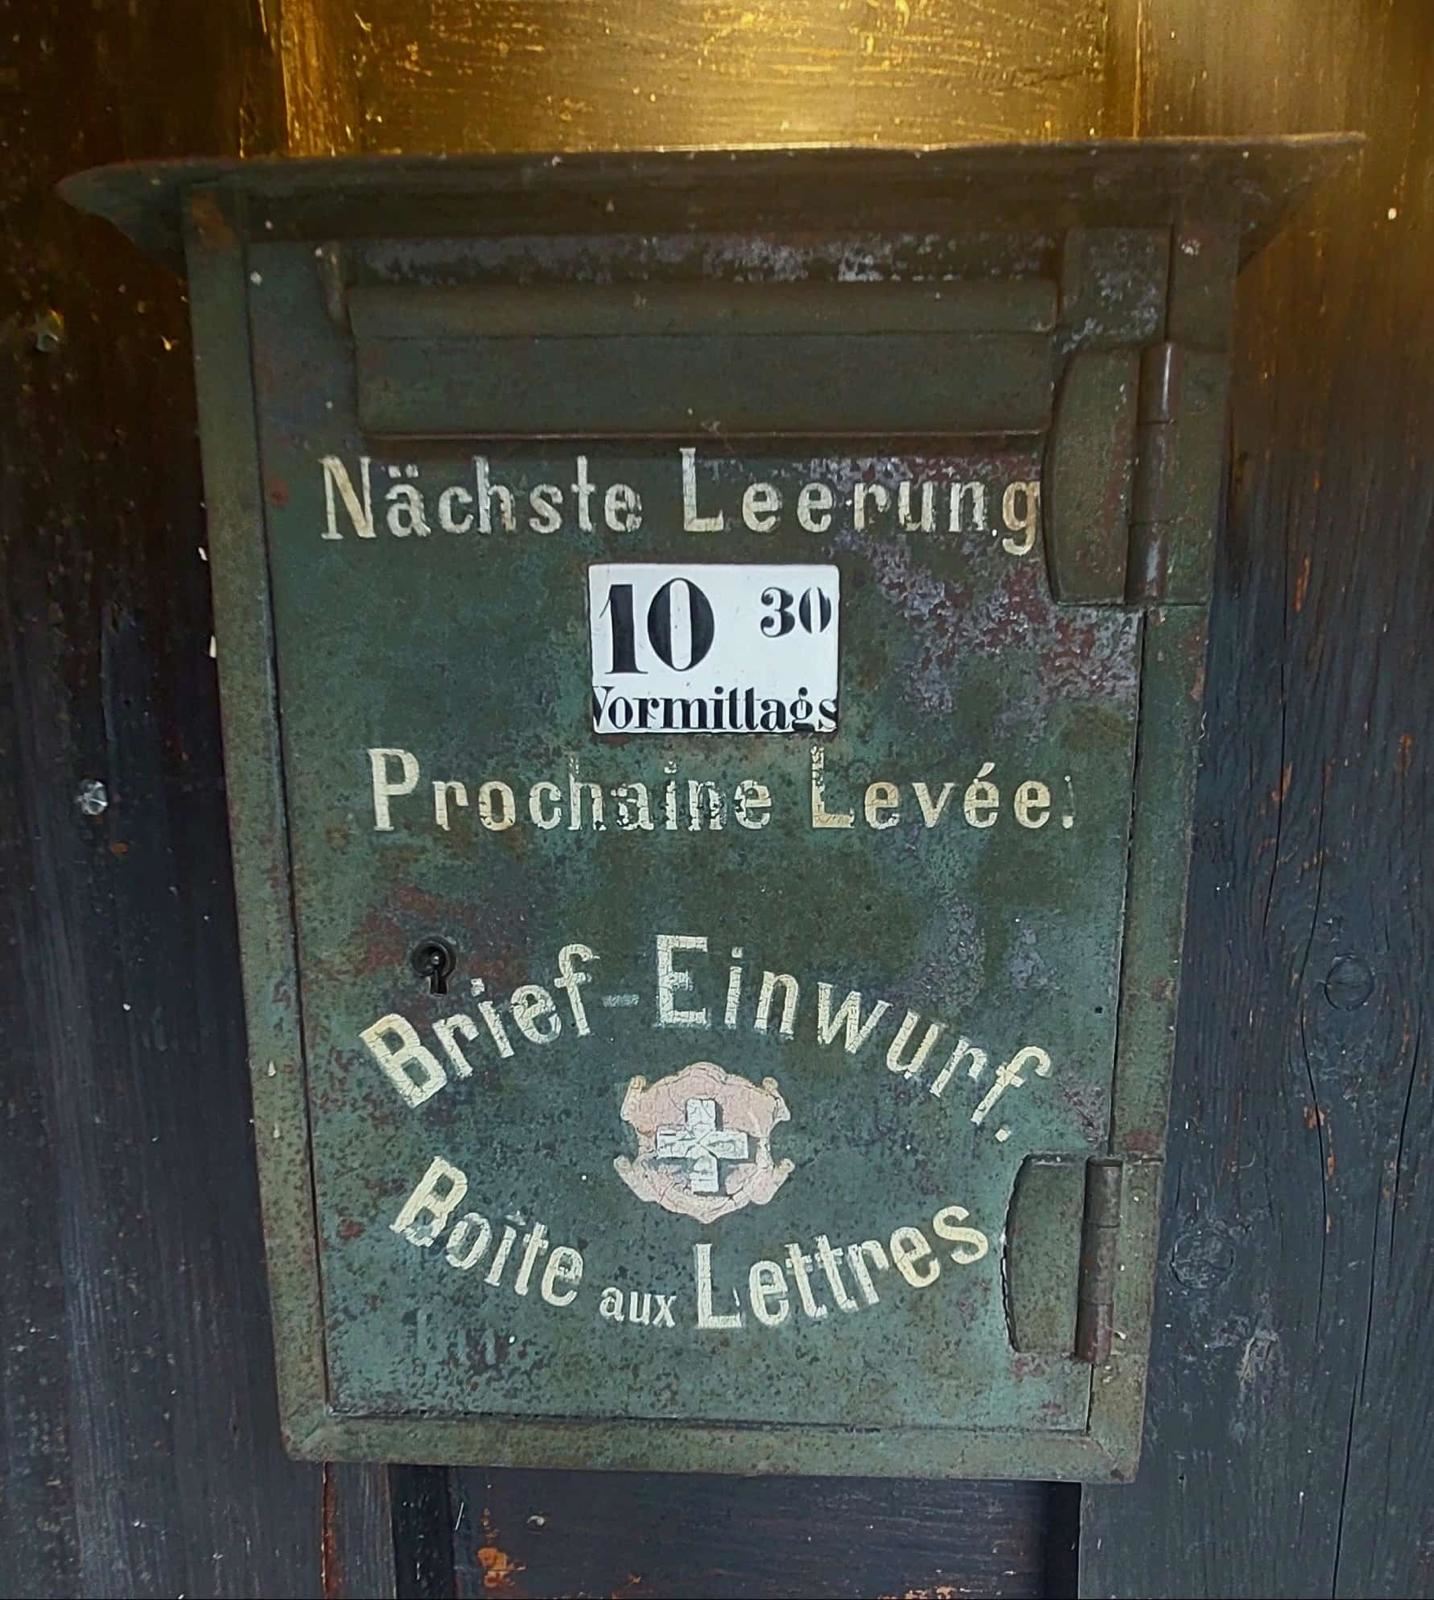 Nächste Leerung
10 30
Vormittags
Prochaine Levée.
Brief-Einwurf.
Boîte aux Lettres